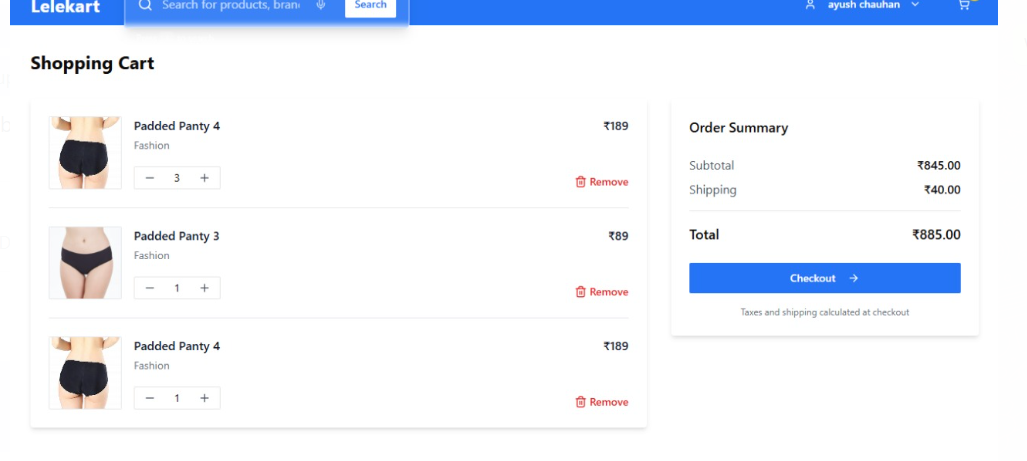 Lelekart
Search for products, bran
Search
ayush chauhan
Shopping Cart
Padded Panty 4
₹189
Fashion
− 3 +
Remove
Padded Panty 3
₹89
Fashion
− 1 +
Remove
Padded Panty 4
₹189
Fashion
− 1 +
Remove
Order Summary
Subtotal ₹845.00
Shipping ₹40.00
Total ₹885.00
Checkout →
Taxes and shipping calculated at checkout